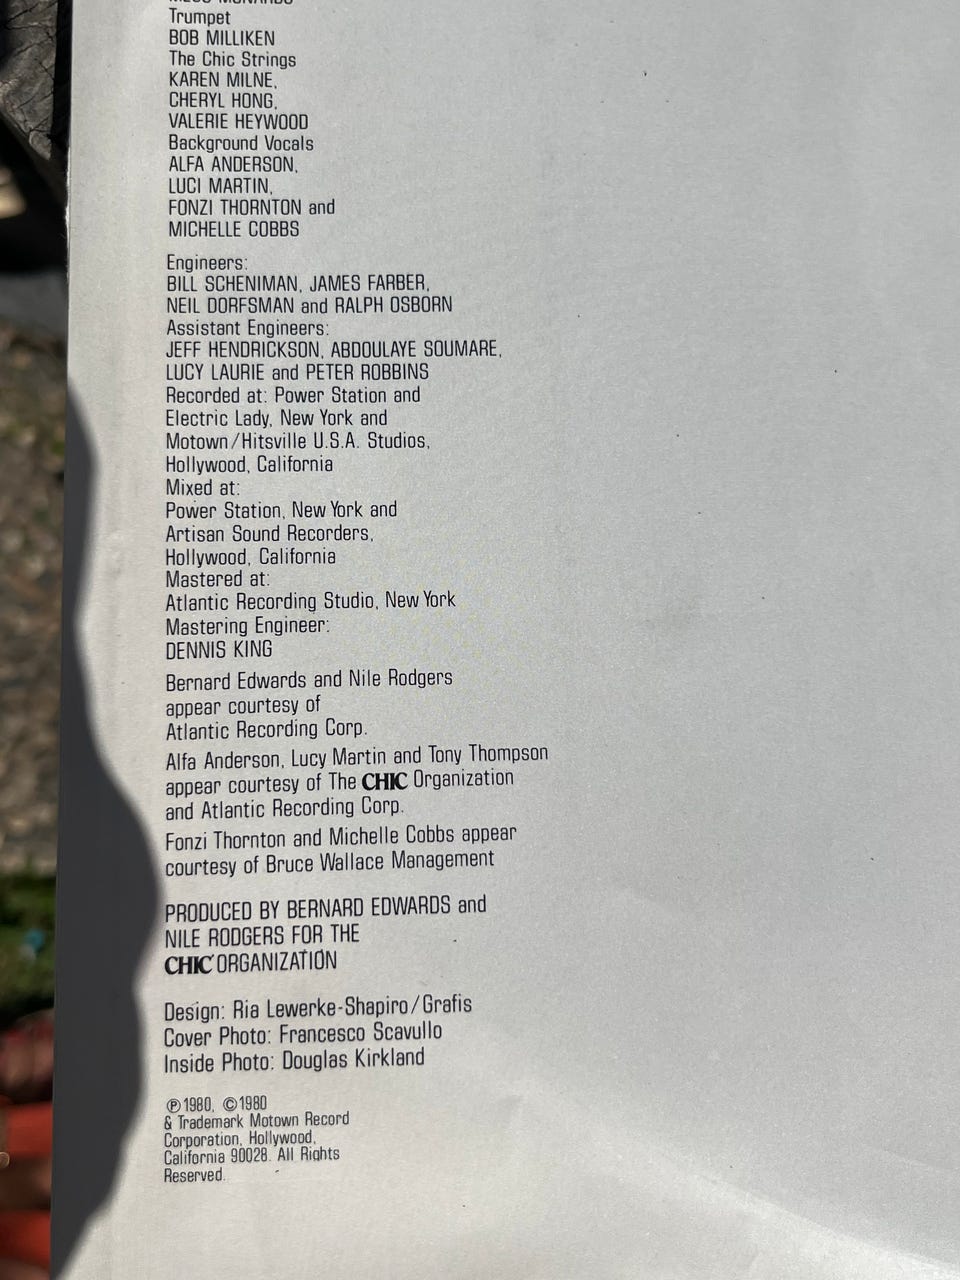 Trumpet
BOB MILLIKEN
The Chic Strings
KAREN MILNE,
CHERYL HONG,
VALERIE HEYWOOD
Background Vocals
ALFA ANDERSON,
LUCI MARTIN,
FONZI THORNTON and
MICHELLE COBBS
Engineers:
BILL SCHENIMAN, JAMES FARBER,
NEIL DORFSMAN and RALPH OSBORN
Assistant Engineers:
JEFF HENDRICKSON, ABDOULAYE SOUMARE,
LUCY LAURIE and PETER ROBBINS
Recorded at: Power Station and
Electric Lady, New York and
Motown/Hitsville U.S.A. Studios,
Hollywood, California
Mixed at:
Power Station, New York and
Artisan Sound Recorders,
Hollywood, California
Mastered at:
Atlantic Recording Studio, New York
Mastering Engineer:
DENNIS KING
Bernard Edwards and Nile Rodgers
appear courtesy of
Atlantic Recording Corp.
Alfa Anderson, Lucy Martin and Tony Thompson
appear courtesy of The CHIC Organization
and Atlantic Recording Corp.
Fonzi Thornton and Michelle Cobbs appear
courtesy of Bruce Wallace Management
PRODUCED BY BERNARD EDWARDS and
NILE RODGERS FOR THE
CHIC ORGANIZATION
Design: Ria Lewerke-Shapiro/Grafis
Cover Photo: Francesco Scavullo
Inside Photo: Douglas Kirkland
℗1980, ©1980
& Trademark Motown Record
Corporation, Hollywood,
California 90028. All Rights
Reserved.